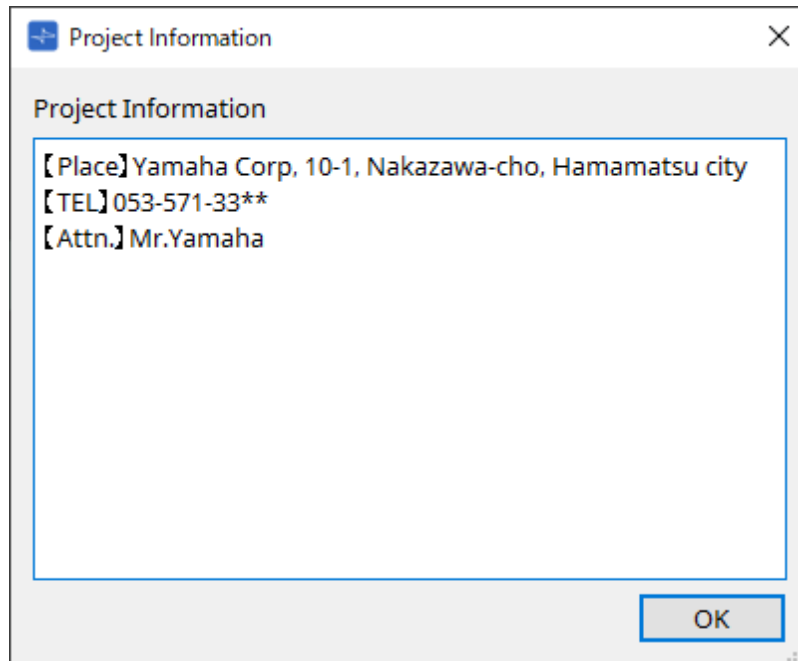 Project Information
Project Information
【Place】Yamaha Corp, 10-1, Nakazawa-cho, Hamamatsu city
【TEL】053-571-33**
【Attn.】Mr.Yamaha
OK